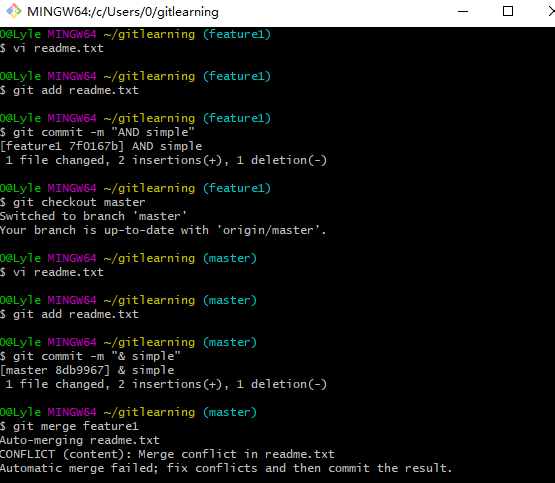 MINGW64:/c/Users/0/gitlearning
0@Lyle MINGW64 ~/gitlearning (feature1)
$ vi readme.txt
0@Lyle MINGW64 ~/gitlearning (feature1)
$ git add readme.txt
0@Lyle MINGW64 ~/gitlearning (feature1)
$ git commit -m "AND simple"
[feature1 7f0167b] AND simple
1 file changed, 2 insertions(+), 1 deletion(-)
0@Lyle MINGW64 ~/gitlearning (feature1)
$ git checkout master
Switched to branch 'master'
Your branch is up-to-date with 'origin/master'.
0@Lyle MINGW64 ~/gitlearning (master)
$ vi readme.txt
0@Lyle MINGW64 ~/gitlearning (master)
$ git add readme.txt
0@Lyle MINGW64 ~/gitlearning (master)
$ git commit -m "& simple"
[master 8db9967] & simple
1 file changed, 2 insertions(+), 1 deletion(-)
0@Lyle MINGW64 ~/gitlearning (master)
$ git merge feature1
Auto-merging readme.txt
CONFLICT (content): Merge conflict in readme.txt
Automatic merge failed; fix conflicts and then commit the result.